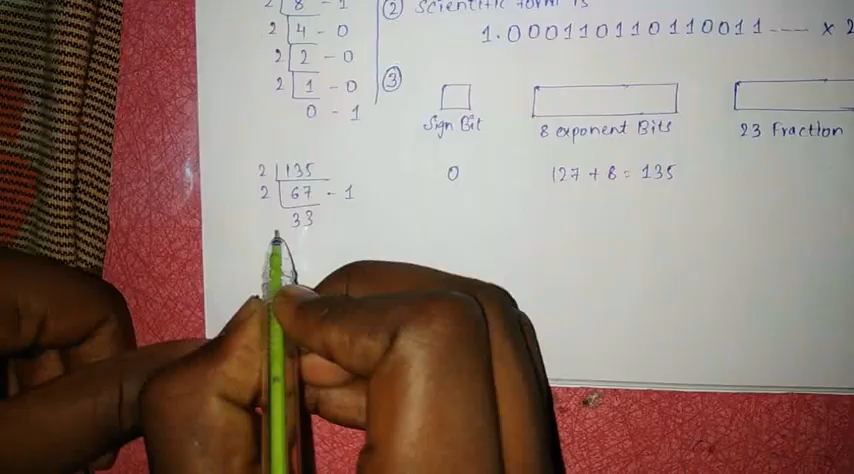 2 8 - 1
2 4 - 0
2 2 - 0
2 1 - 0
0 - 1
② Scientific form is
1.00011011011 0011 ---- × 2
③
Sign Bit
8 exponent Bits
23 Fraction
2 135
2 67 - 1
33
0
127 + 8 = 135